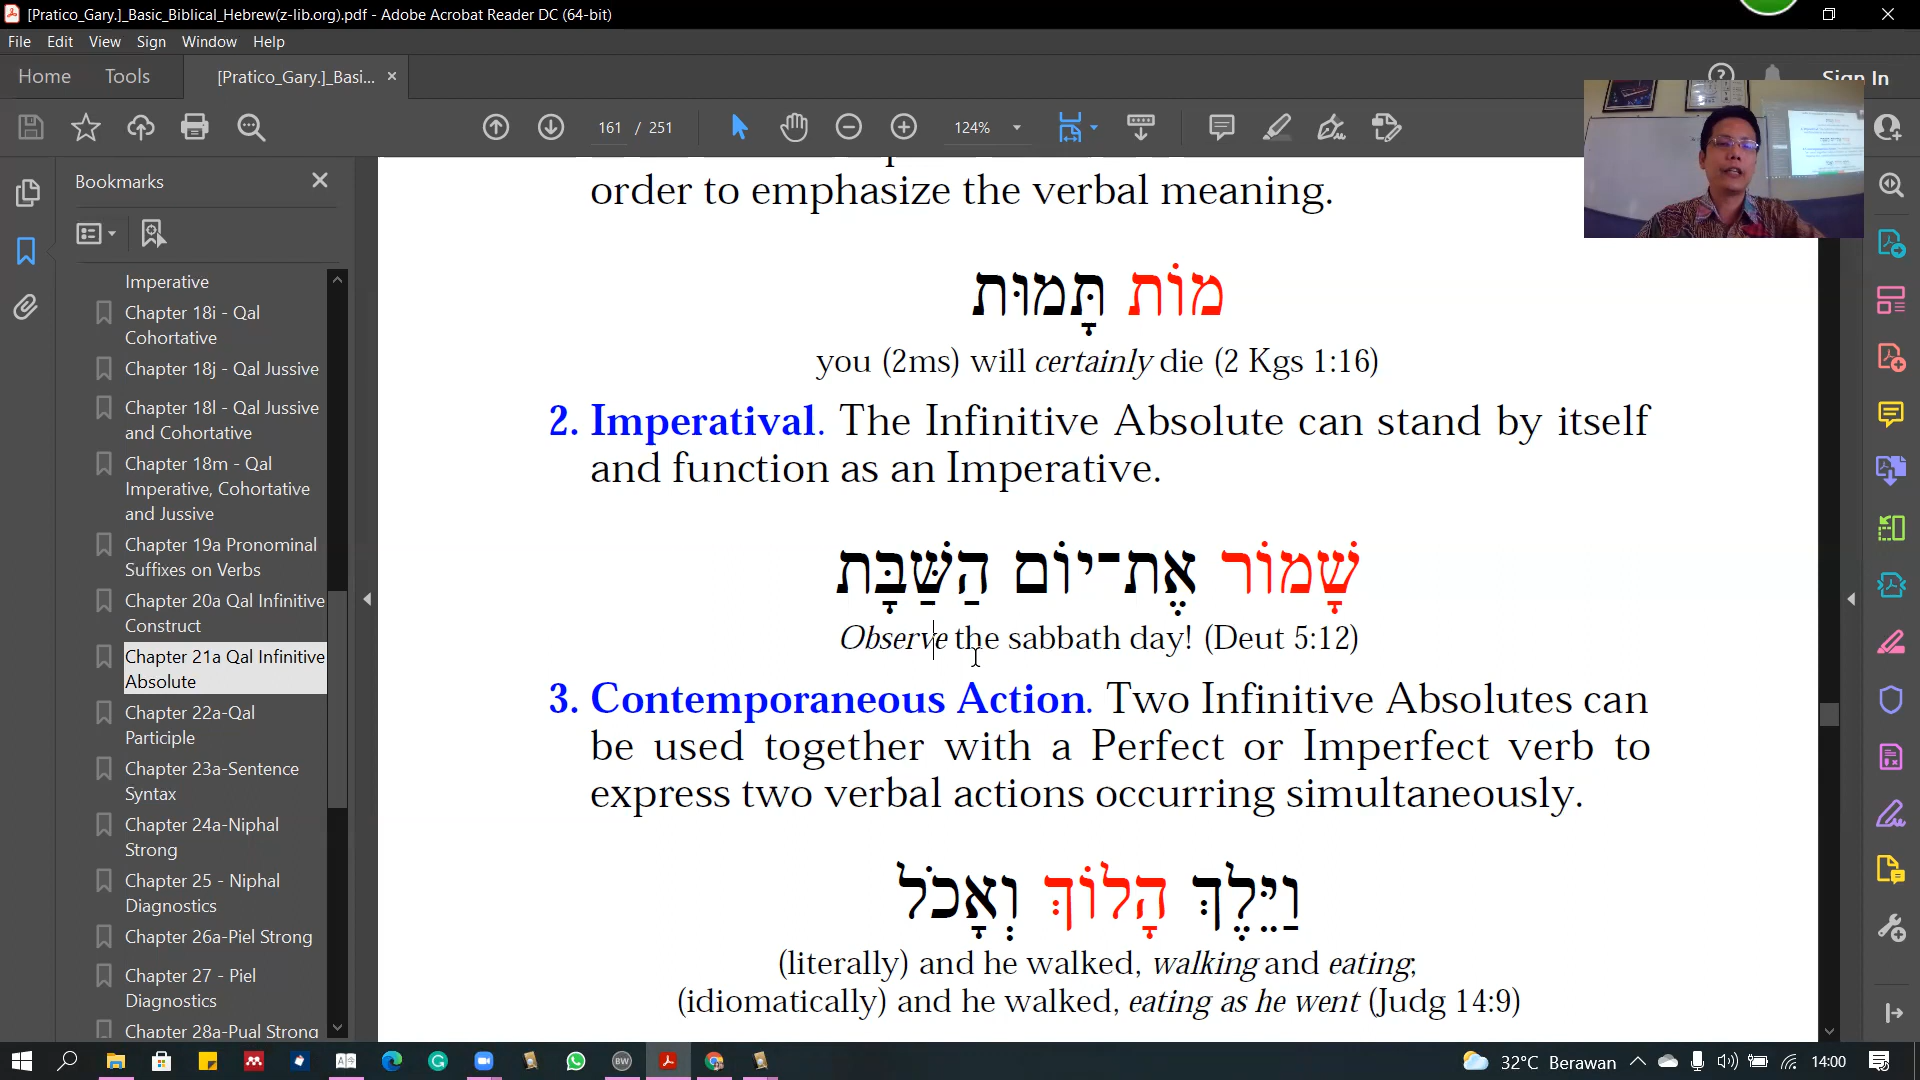 [Pratico_Gary.]_Basic_Biblical_Hebrew(z-lib.org).pdf - Adobe Acrobat Reader DC (64-bit)
File Edit View Sign Window Help
Home Tools [Pratico_Gary.]_Basi... Sign In
161 / 251 124%
Bookmarks
Imperative
Chapter 18i - Qal
Cohortative
Chapter 18j - Qal Jussive
Chapter 18l - Qal Jussive
and Cohortative
Chapter 18m - Qal
Imperative, Cohortative
and Jussive
Chapter 19a Pronominal
Suffixes on Verbs
Chapter 20a Qal Infinitive
Construct
Chapter 21a Qal Infinitive
Absolute
Chapter 22a-Qal
Participle
Chapter 23a-Sentence
Syntax
Chapter 24a-Niphal
Strong
Chapter 25 - Niphal
Diagnostics
Chapter 26a-Piel Strong
Chapter 27 - Piel
Diagnostics
Chapter 28a-Pual Strong
order to emphasize the verbal meaning.
מוֹת תָּמוּת
you (2ms) will certainly die (2 Kgs 1:16)
2. Imperatival. The Infinitive Absolute can stand by itself
and function as an Imperative.
שָׁמוֹר אֶת־יוֹם הַשַּׁבָּת
Observe the sabbath day! (Deut 5:12)
3. Contemporaneous Action. Two Infinitive Absolutes can
be used together with a Perfect or Imperfect verb to
express two verbal actions occurring simultaneously.
וַיֵּלֶךְ הָלוֹךְ וְאָכֹל
(literally) and he walked, walking and eating;
(idiomatically) and he walked, eating as he went (Judg 14:9)
BW
32°C Berawan 14:00